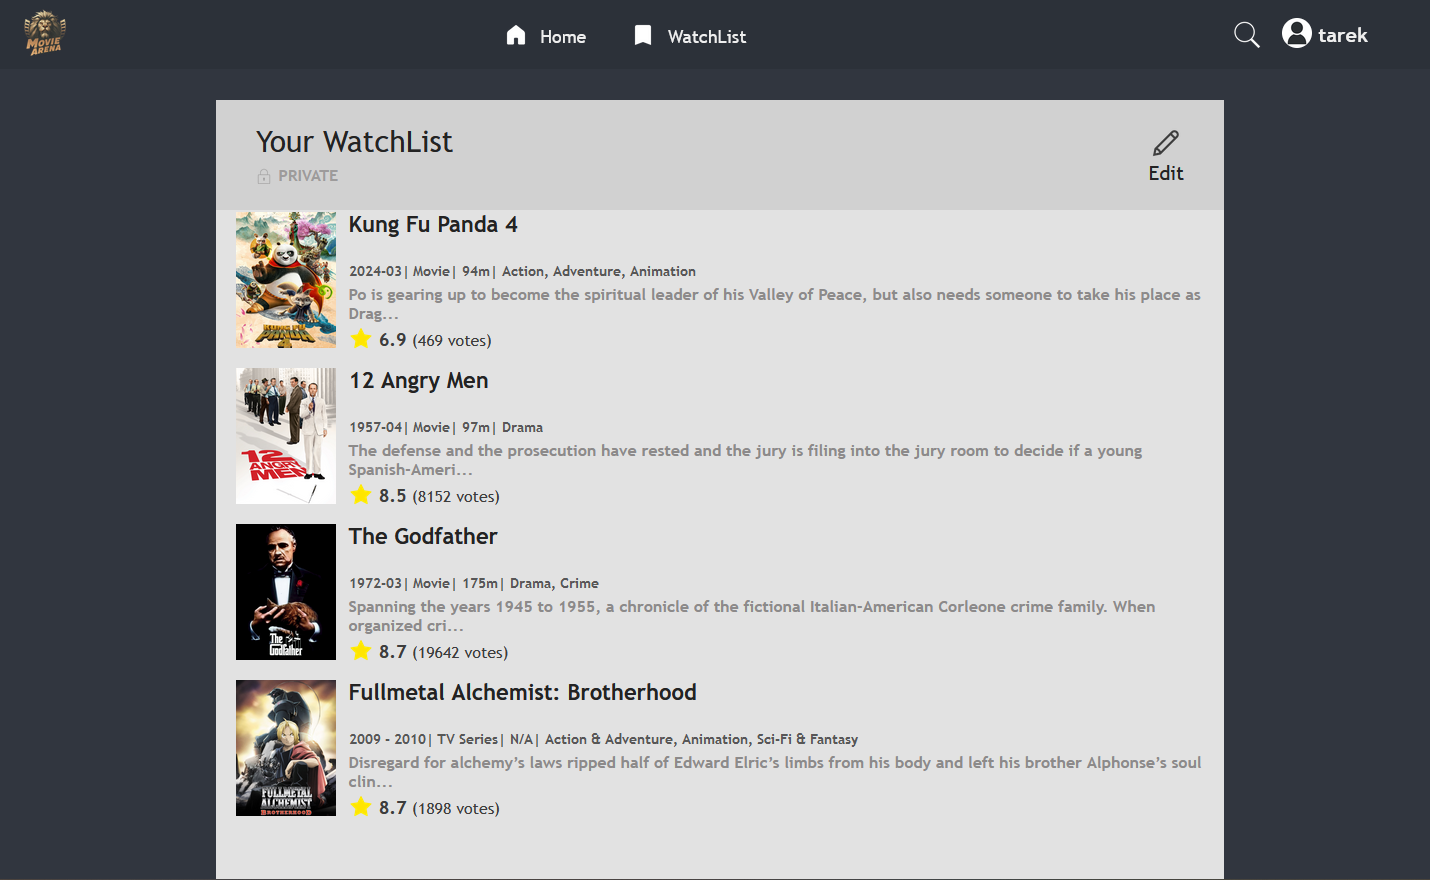 MOVIE
ARENA
Home
WatchList
tarek
Your WatchList
PRIVATE
Edit
KUNG FU
PANDA
4
Kung Fu Panda 4
2024-03| Movie| 94m| Action, Adventure, Animation
Po is gearing up to become the spiritual leader of his Valley of Peace, but also needs someone to take his place as
Drag...
6.9 (469 votes)
12
ANGRY
MEN
12 Angry Men
1957-04| Movie| 97m| Drama
The defense and the prosecution have rested and the jury is filing into the jury room to decide if a young
Spanish-Ameri...
8.5 (8152 votes)
The
Godfather
The Godfather
1972-03| Movie| 175m| Drama, Crime
Spanning the years 1945 to 1955, a chronicle of the fictional Italian-American Corleone crime family. When
organized cri...
8.7 (19642 votes)
FULLMETAL
ALCHEMIST
BROTHERHOOD
Fullmetal Alchemist: Brotherhood
2009 - 2010| TV Series| N/A| Action & Adventure, Animation, Sci-Fi & Fantasy
Disregard for alchemy’s laws ripped half of Edward Elric’s limbs from his body and left his brother Alphonse’s soul
clin...
8.7 (1898 votes)